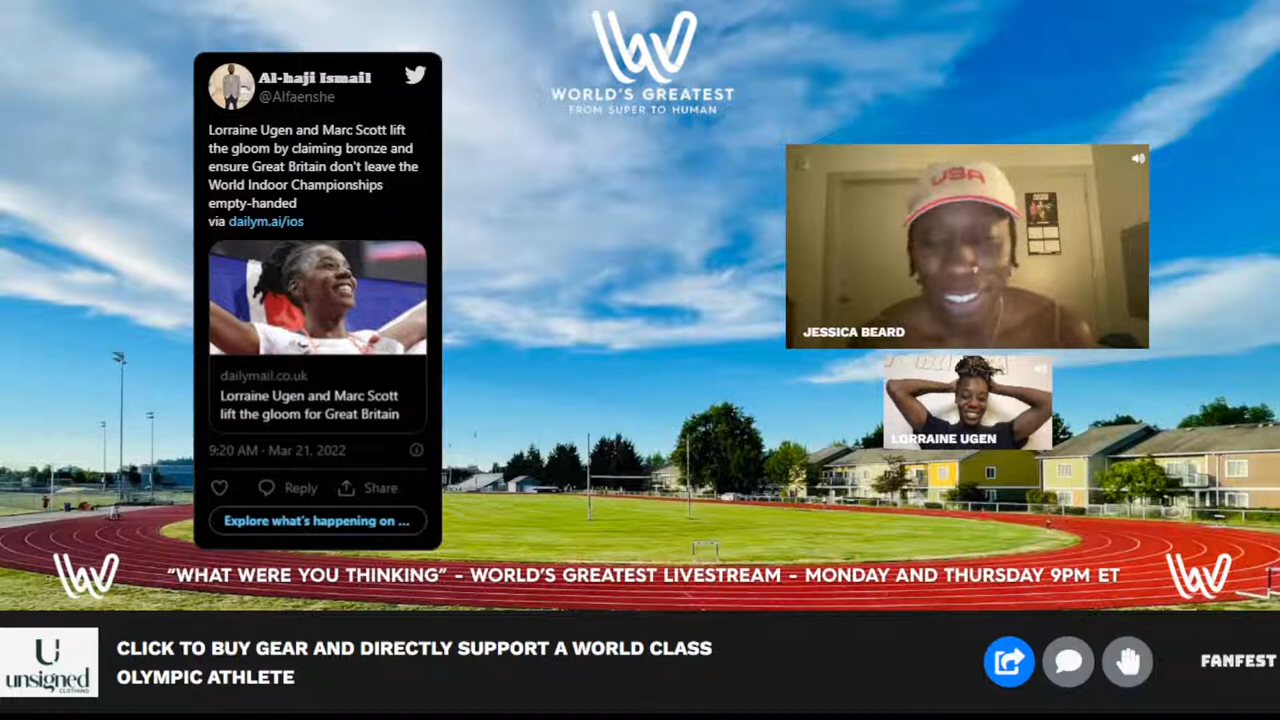 WORLD'S GREATEST
FROM SUPER TO HUMAN
Al-haji Ismail
@Alfaenshe
Lorraine Ugen and Marc Scott lift
the gloom by claiming bronze and
ensure Great Britain don't leave the
World Indoor Championships
empty-handed
via dailym.ai/ios
dailymail.co.uk
Lorraine Ugen and Marc Scott
lift the gloom for Great Britain
9:20 AM · Mar 21, 2022
Reply
Share
Explore what's happening on ...
USA
JESSICA BEARD
LORRAINE UGEN
"WHAT WERE YOU THINKING" – WORLD'S GREATEST LIVESTREAM – MONDAY AND THURSDAY 9PM ET
U
unsigned
CLOTHING
CLICK TO BUY GEAR AND DIRECTLY SUPPORT A WORLD CLASS
OLYMPIC ATHLETE
FANFEST